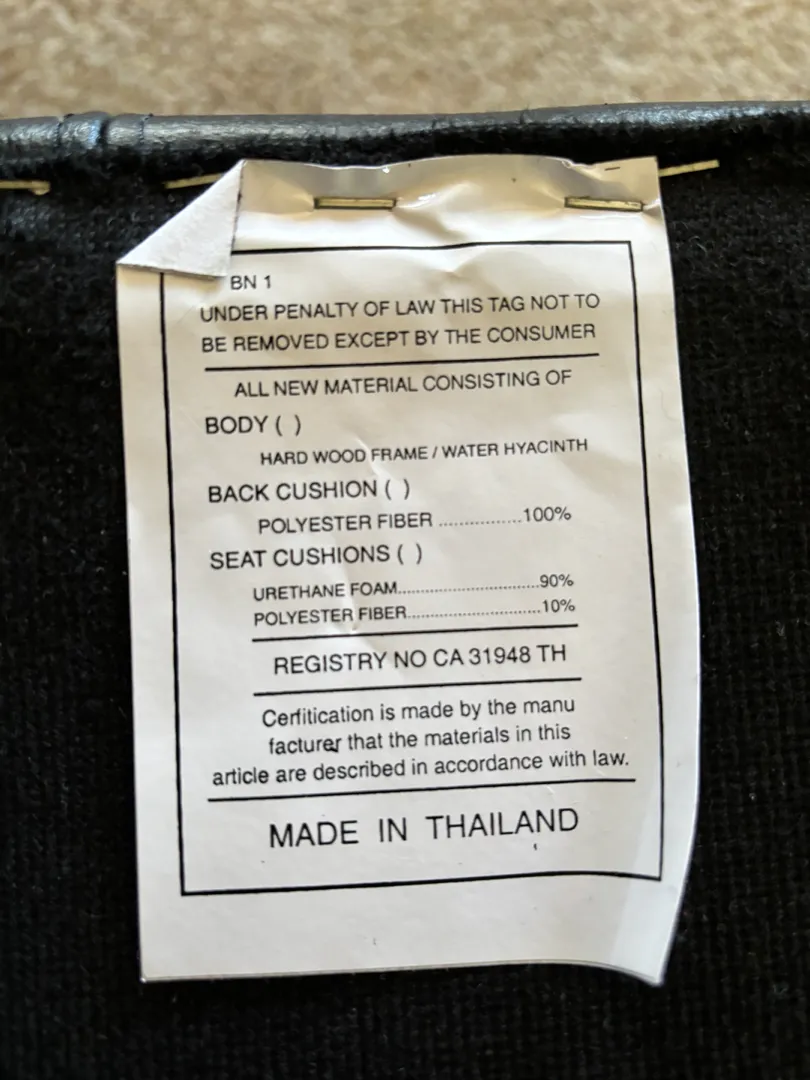 BN 1
UNDER PENALTY OF LAW THIS TAG NOT TO
BE REMOVED EXCEPT BY THE CONSUMER
ALL NEW MATERIAL CONSISTING OF
BODY ( )
HARD WOOD FRAME / WATER HYACINTH
BACK CUSHION ( )
POLYESTER FIBER ................100%
SEAT CUSHIONS ( )
URETHANE FOAM..............................90%
POLYESTER FIBER............................10%
REGISTRY NO CA 31948 TH
Cerfitication is made by the manu
facturer that the materials in this
article are described in accordance with law.
MADE IN THAILAND